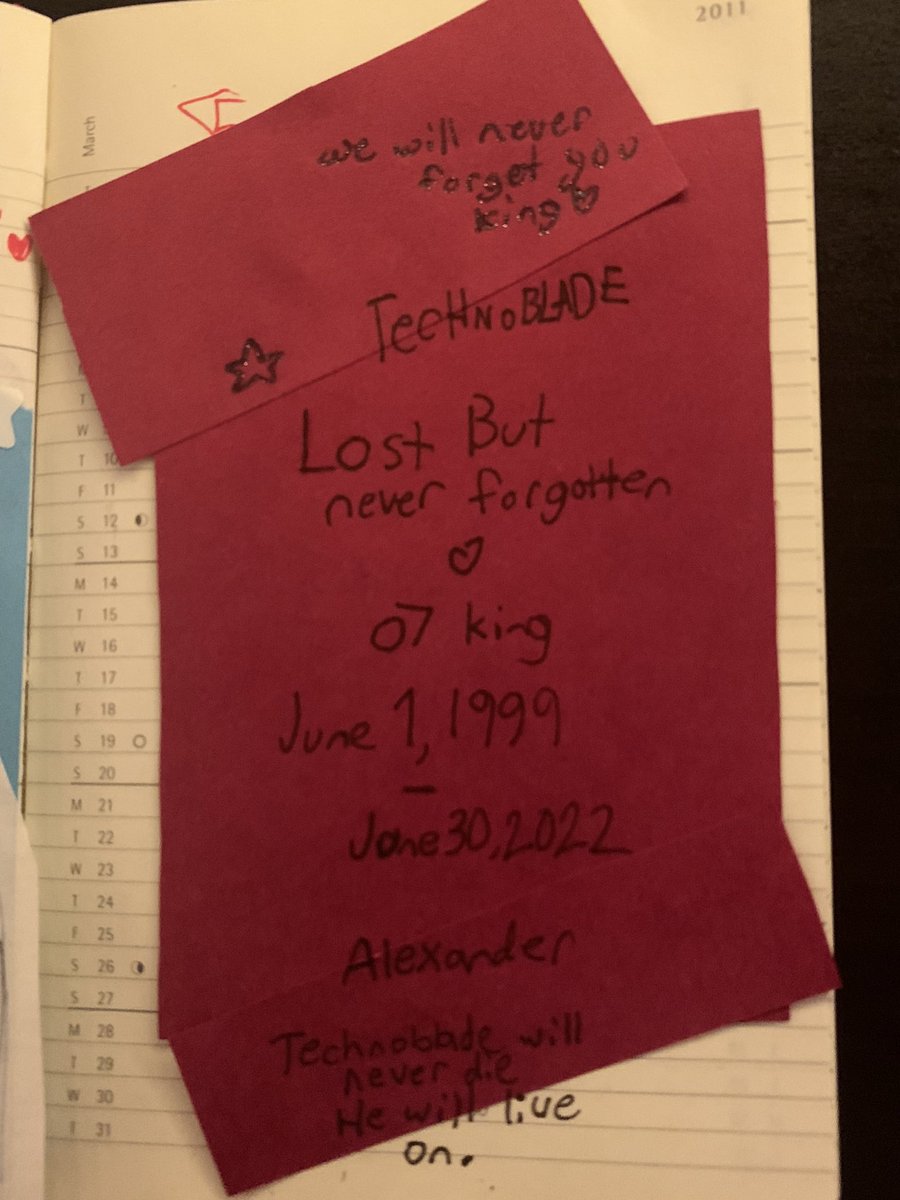 2011
March
we will never
forget you
king
TecHNoBLADE
Lost But
never forgotten
07 king
June 1, 1999
—
June 30, 2022
Alexander
Technoblade will
never die
He will live
on.
T
W
T 10
F 11
S 12
S 13
M 14
T 15
W 16
T 17
F 18
S 19
S 20
M 21
T 22
W 23
T 24
F 25
S 26
S 27
M 28
T 29
W 30
T 31